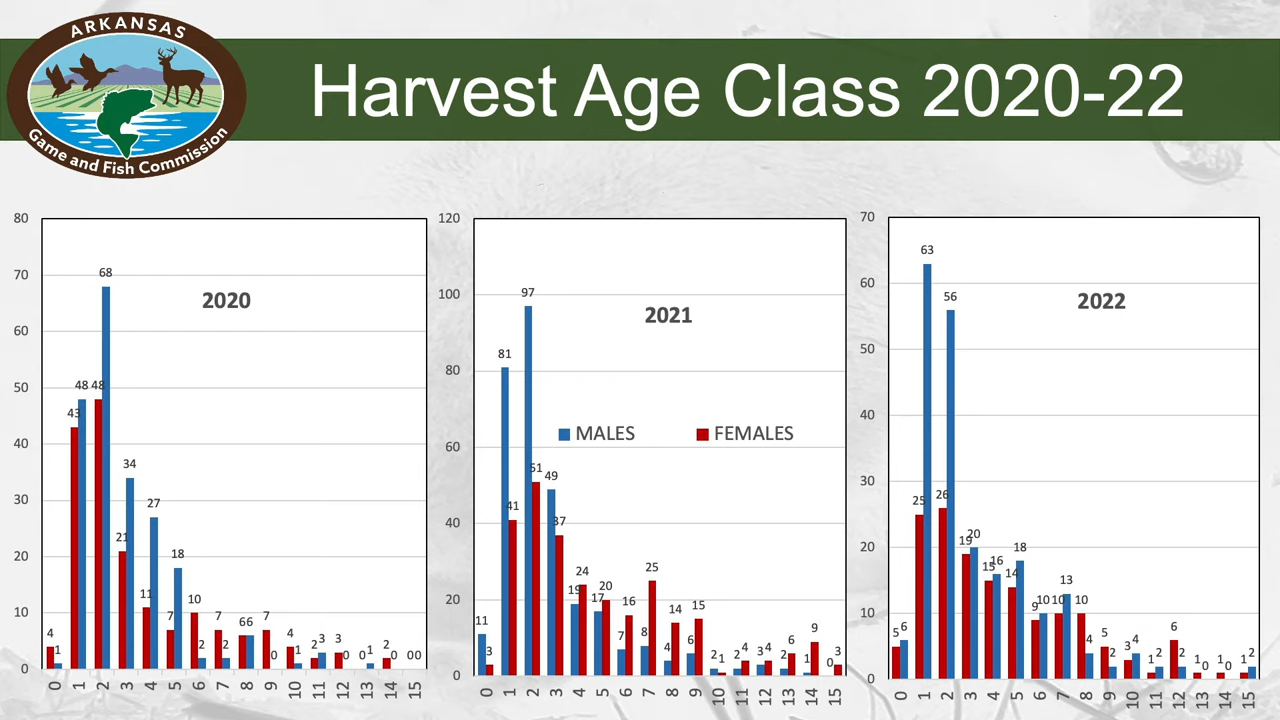 ARKANSAS
Game and Fish Commission
Harvest Age Class 2020-22
2020
80
70
60
50
40
30
20
10
0
4 1 43 48 48 68 21 34 11 27 7 18 10 2 7 2 6 6 7 0 4 1 2 3 3 0 1 2 0 0 0
0 1 2 3 4 5 6 7 8 9 10 11 12 13 14 15
2021
120
100
80
60
40
20
0
11 3 81 41 97 51 49 37 19 24 17 20 7 16 8 25 4 14 6 15 2 1 2 4 3 4 2 6 1 9 0 3
MALES FEMALES
0 1 2 3 4 5 6 7 8 9 10 11 12 13 14 15
2022
70
60
50
40
30
20
10
0
5 6 25 63 26 56 19 20 15 16 14 18 9 10 10 13 10 4 5 2 3 4 1 2 6 2 1 0 1 0 1 2
0 1 2 3 4 5 6 7 8 9 10 11 12 13 14 15